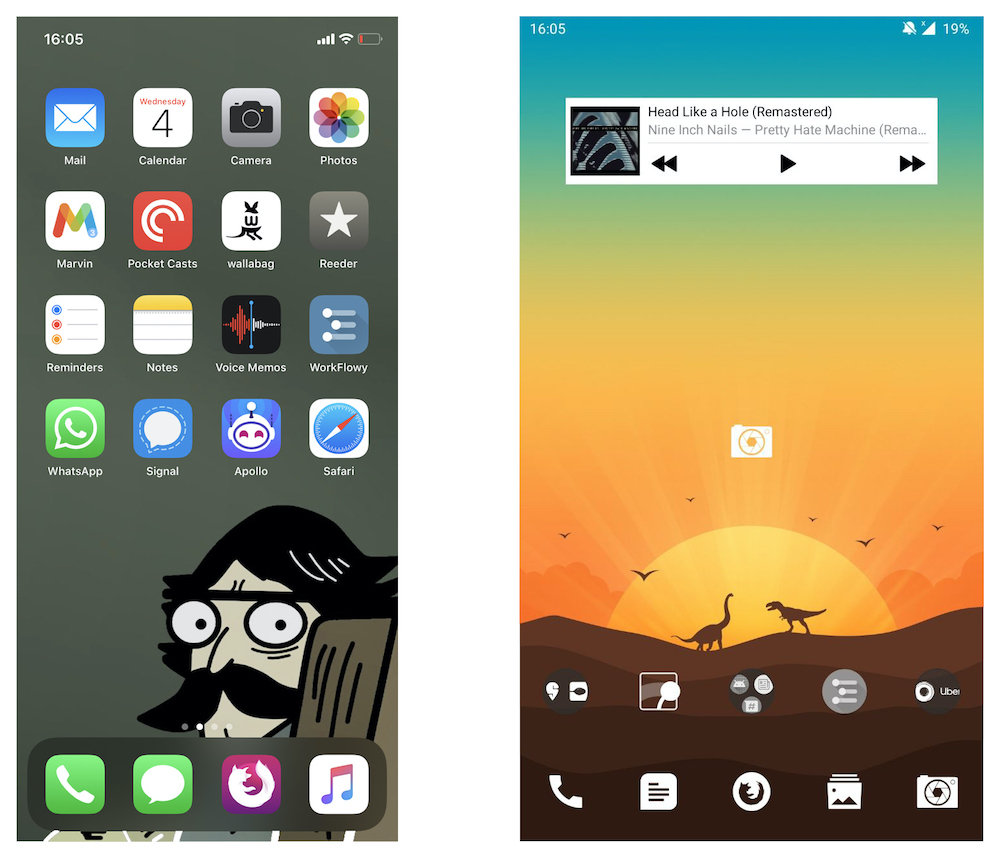 16:05
Wednesday
4
Mail
Calendar
Camera
Photos
3
Marvin
Pocket Casts
wallabag
Reeder
Reminders
Notes
Voice Memos
WorkFlowy
WhatsApp
Signal
Apollo
Safari
16:05
x
19%
Head Like a Hole (Remastered)
Nine Inch Nails — Pretty Hate Machine (Rema...
#
Uber